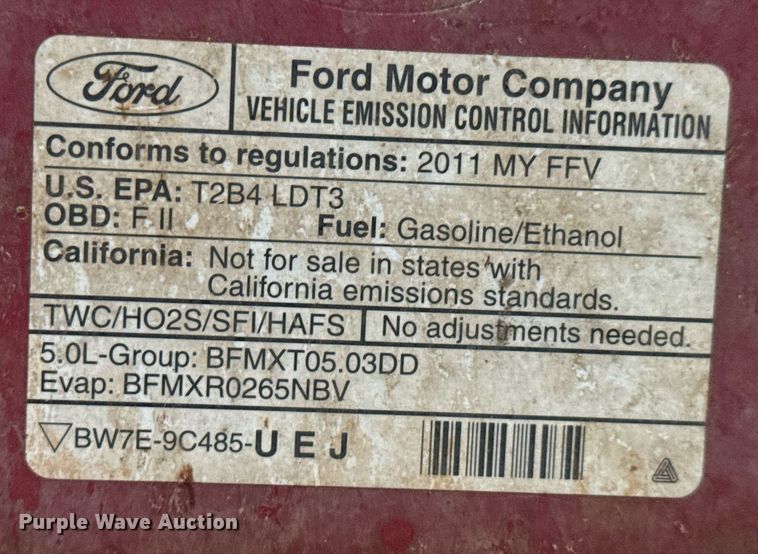 Ford
Ford Motor Company
VEHICLE EMISSION CONTROL INFORMATION
Conforms to regulations: 2011 MY FFV
U.S. EPA: T2B4 LDT3
OBD: F II Fuel: Gasoline/Ethanol
California: Not for sale in states with
California emissions standards.
TWC/HO2S/SFI/HAFS No adjustments needed.
5.0L-Group: BFMXT05.03DD
Evap: BFMXR0265NBV
BW7E-9C485-U E J
Purple Wave Auction